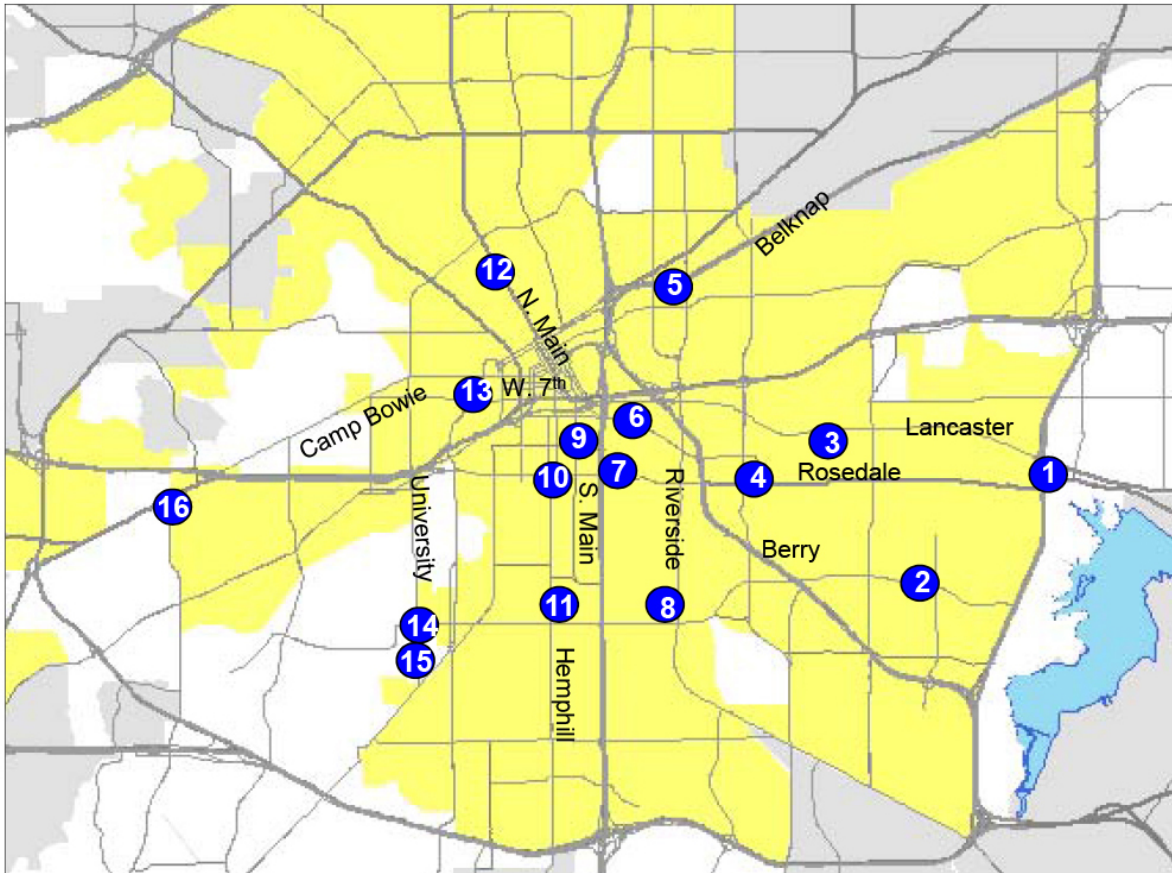 Belknap
12
5
N. Main
W. 7th
13
Camp Bowie
6
Lancaster
9
3
7
Rosedale
1
10
4
16
University
S. Main
Riverside
Berry
2
11
8
14
15
Hemphill